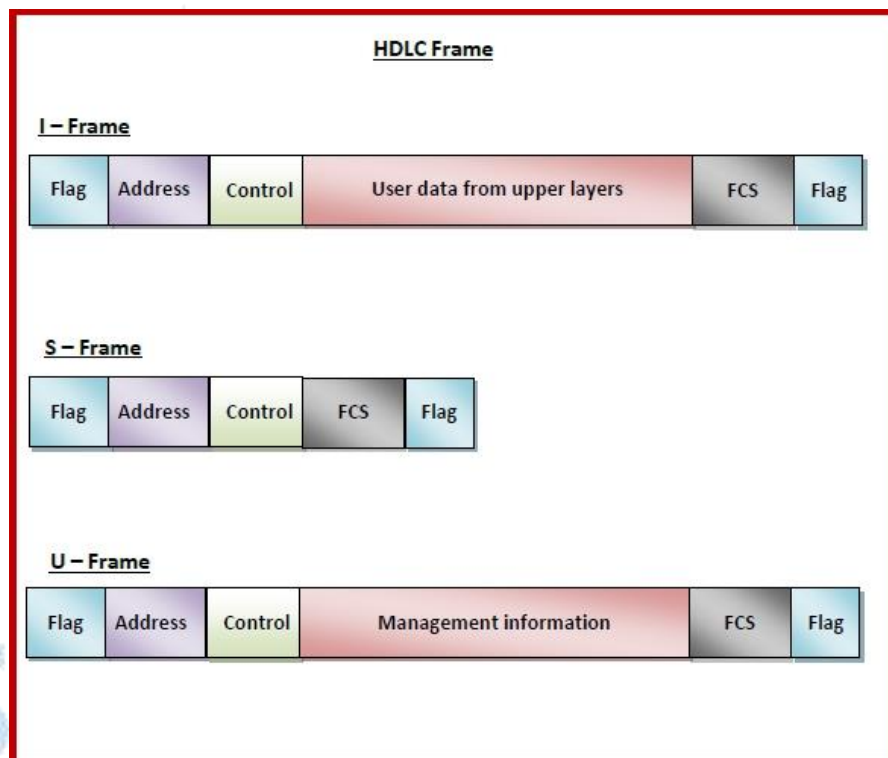 HDLC Frame
I – Frame
Flag Address Control User data from upper layers FCS Flag
S – Frame
Flag Address Control FCS Flag
U – Frame
Flag Address Control Management information FCS Flag